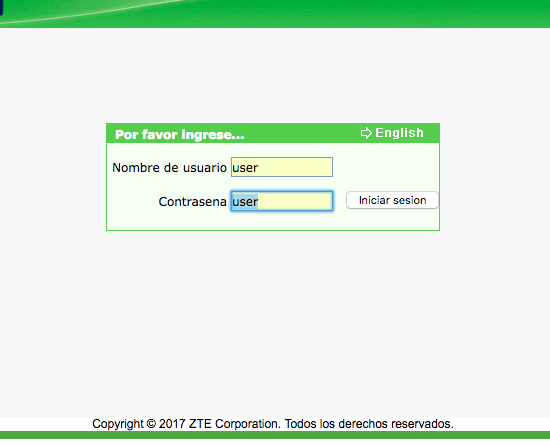 Por favor ingrese... English
Nombre de usuario user
Contrasena user Iniciar sesion
Copyright © 2017 ZTE Corporation. Todos los derechos reservados.